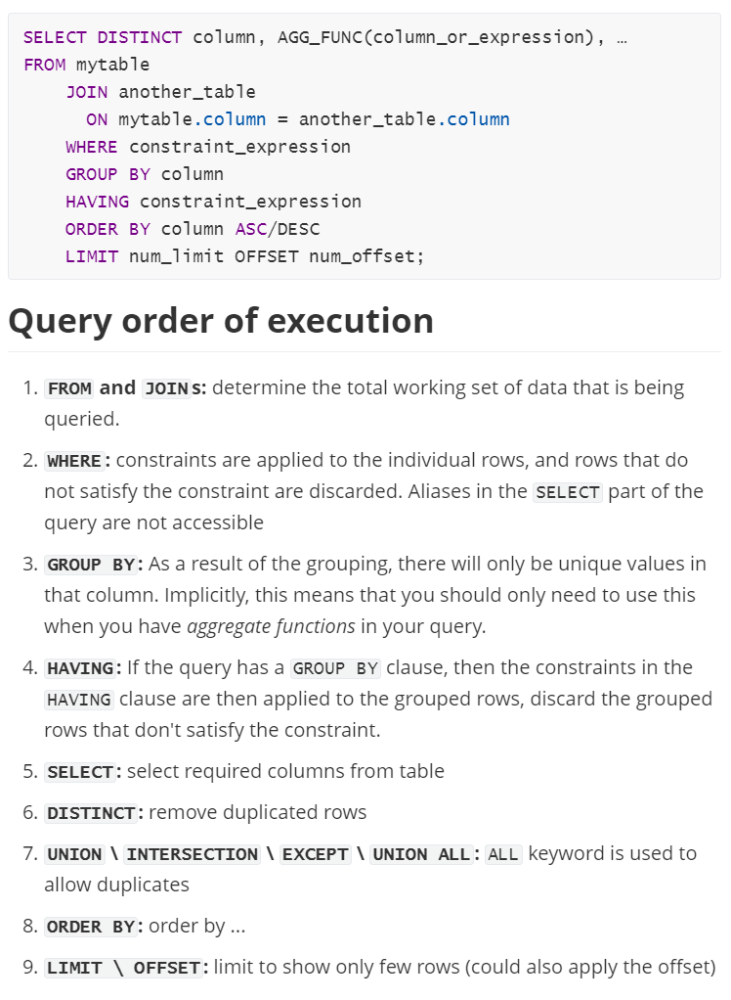 SELECT DISTINCT column, AGG_FUNC(column_or_expression), …
FROM mytable
JOIN another_table
ON mytable.column = another_table.column
WHERE constraint_expression
GROUP BY column
HAVING constraint_expression
ORDER BY column ASC/DESC
LIMIT num_limit OFFSET num_offset;
Query order of execution
1. FROM and JOINs: determine the total working set of data that is being
queried.
2. WHERE: constraints are applied to the individual rows, and rows that do
not satisfy the constraint are discarded. Aliases in the SELECT part of the
query are not accessible
3. GROUP BY: As a result of the grouping, there will only be unique values in
that column. Implicitly, this means that you should only need to use this
when you have aggregate functions in your query.
4. HAVING: If the query has a GROUP BY clause, then the constraints in the
HAVING clause are then applied to the grouped rows, discard the grouped
rows that don't satisfy the constraint.
5. SELECT: select required columns from table
6. DISTINCT: remove duplicated rows
7. UNION \ INTERSECTION \ EXCEPT \ UNION ALL: ALL keyword is used to
allow duplicates
8. ORDER BY: order by ...
9. LIMIT \ OFFSET: limit to show only few rows (could also apply the offset)